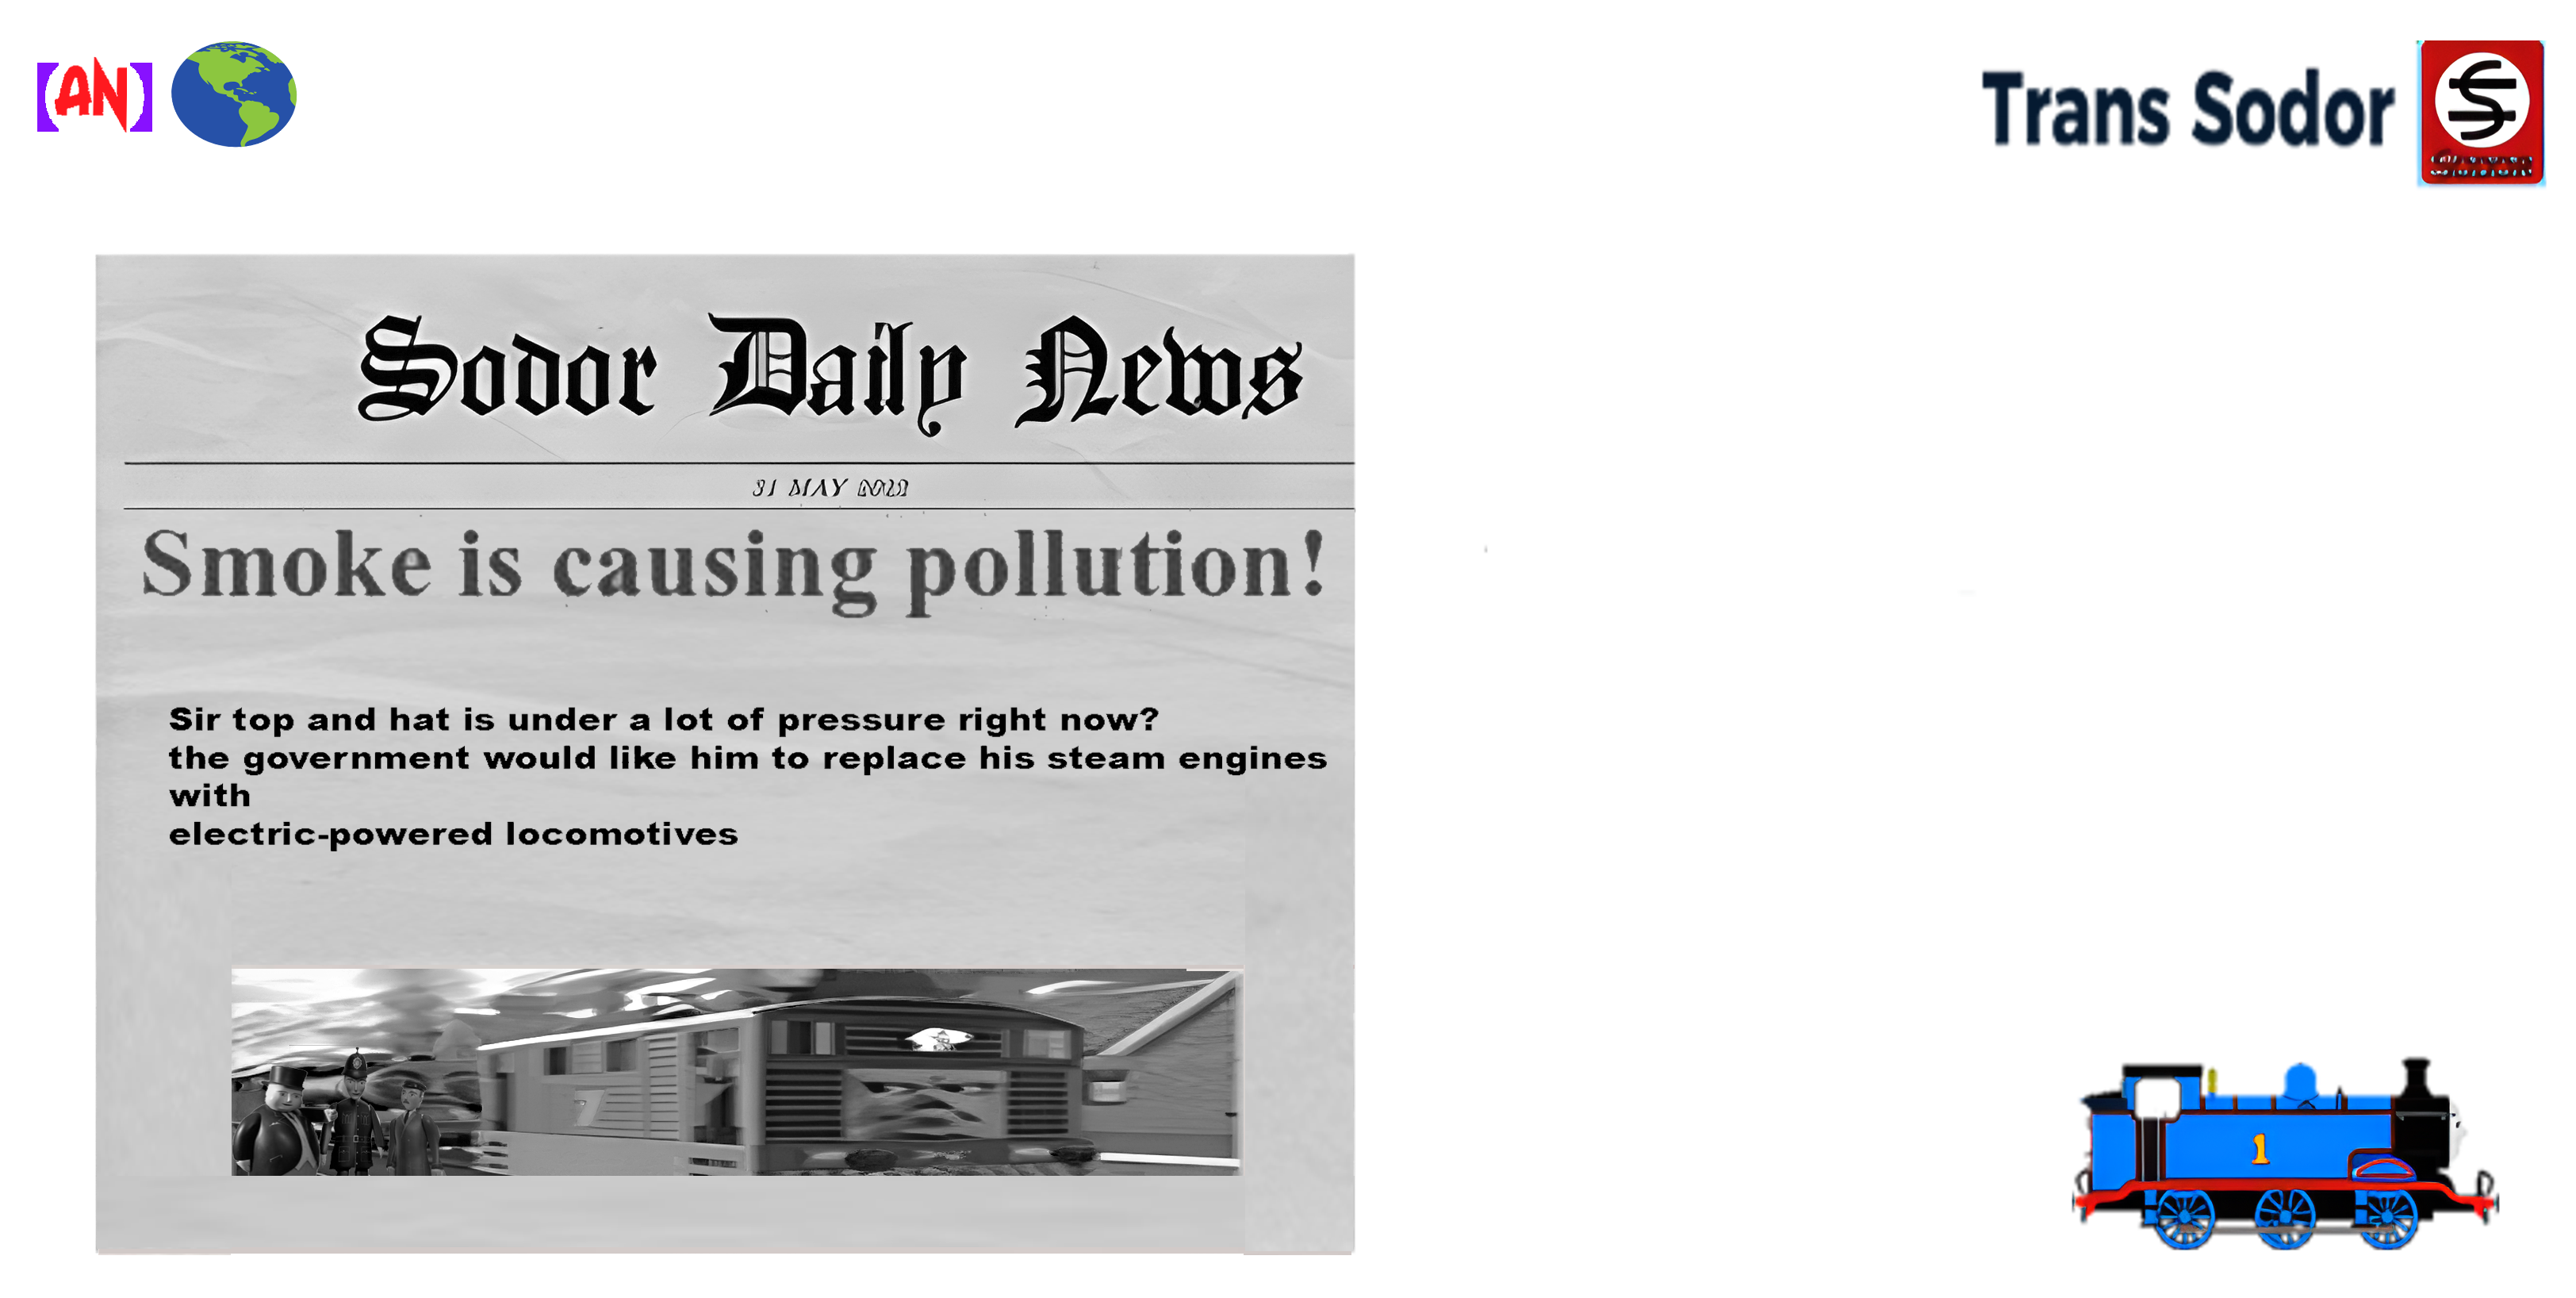 [AN]
Trans Sodor
Sodor Daily News
31 MAY
Smoke is causing pollution!
Sir top and hat is under a lot of pressure right now?
the government would like him to replace his steam engines
with
electric-powered locomotives
7
1